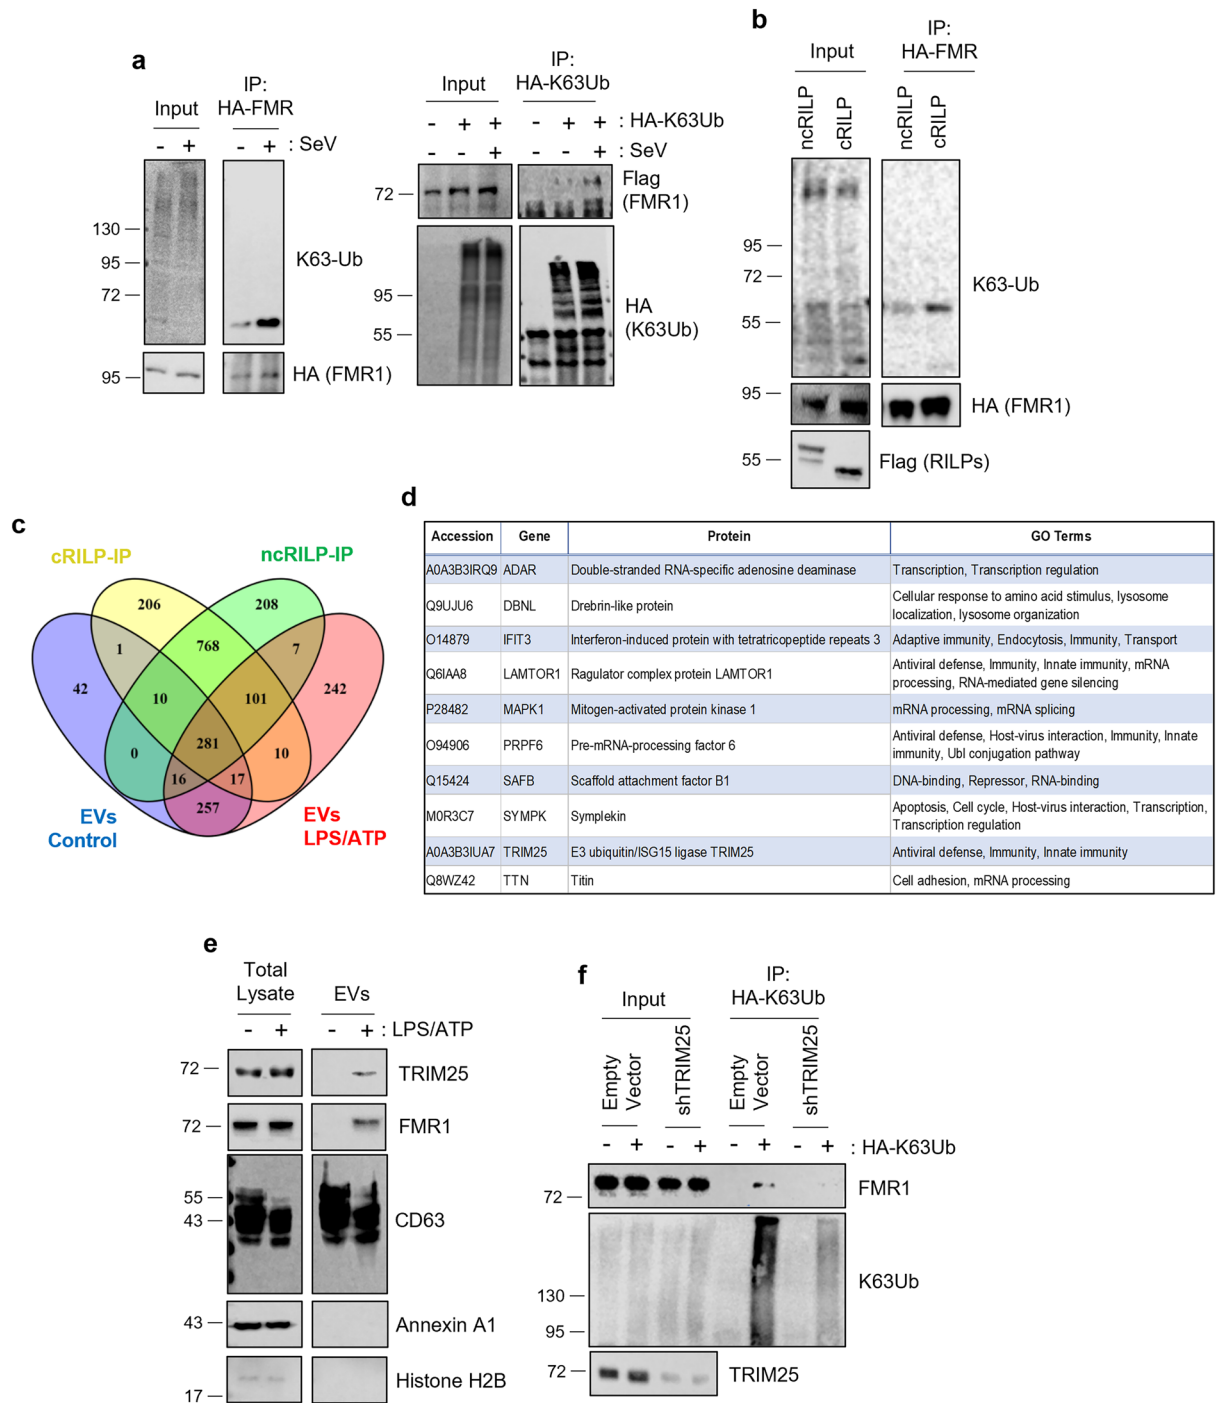 a
Input
IP:
HA-FMR
- + - + : SeV
130
95
72
K63-Ub
95
HA (FMR1)
Input
IP:
HA-K63Ub
- + + - + + : HA-K63Ub
- - + - - + : SeV
72
Flag
(FMR1)
95
55
HA
(K63Ub)
b
Input
IP:
HA-FMR
ncRILP
cRILP
ncRILP
cRILP
95
72
55
K63-Ub
95
HA (FMR1)
55
Flag (RILPs)
c
cRILP-IP
ncRILP-IP
206
208
1
768
7
42
10
101
242
0
281
10
16
17
257
EVs
Control
EVs
LPS/ATP
d
Accession Gene Protein GO Terms
A0A3B3IRQ9 ADAR Double-stranded RNA-specific adenosine deaminase Transcription, Transcription regulation
Q9UJU6 DBNL Drebrin-like protein Cellular response to amino acid stimulus, lysosome
localization, lysosome organization
O14879 IFIT3 Interferon-induced protein with tetratricopeptide repeats 3 Adaptive immunity, Endocytosis, Immunity, Transport
Q6IAA8 LAMTOR1 Ragulator complex protein LAMTOR1 Antiviral defense, Immunity, Innate immunity, mRNA
processing, RNA-mediated gene silencing
P28482 MAPK1 Mitogen-activated protein kinase 1 mRNA processing, mRNA splicing
O94906 PRPF6 Pre-mRNA-processing factor 6 Antiviral defense, Host-virus interaction, Immunity, Innate
immunity, Ubl conjugation pathway
Q15424 SAFB Scaffold attachment factor B1 DNA-binding, Repressor, RNA-binding
M0R3C7 SYMPK Symplekin Apoptosis, Cell cycle, Host-virus interaction, Transcription,
Transcription regulation
A0A3B3IUA7 TRIM25 E3 ubiquitin/ISG15 ligase TRIM25 Antiviral defense, Immunity, Innate immunity
Q8WZ42 TTN Titin Cell adhesion, mRNA processing
e
Total
Lysate
EVs
- + - + : LPS/ATP
72
TRIM25
72
FMR1
55
43
CD63
43
Annexin A1
Histone H2B
17
f
Input
IP:
HA-K63Ub
Empty
Vector
shTRIM25
Empty
Vector
shTRIM25
- + - + - + - + : HA-K63Ub
72
FMR1
K63Ub
130
95
72
TRIM25